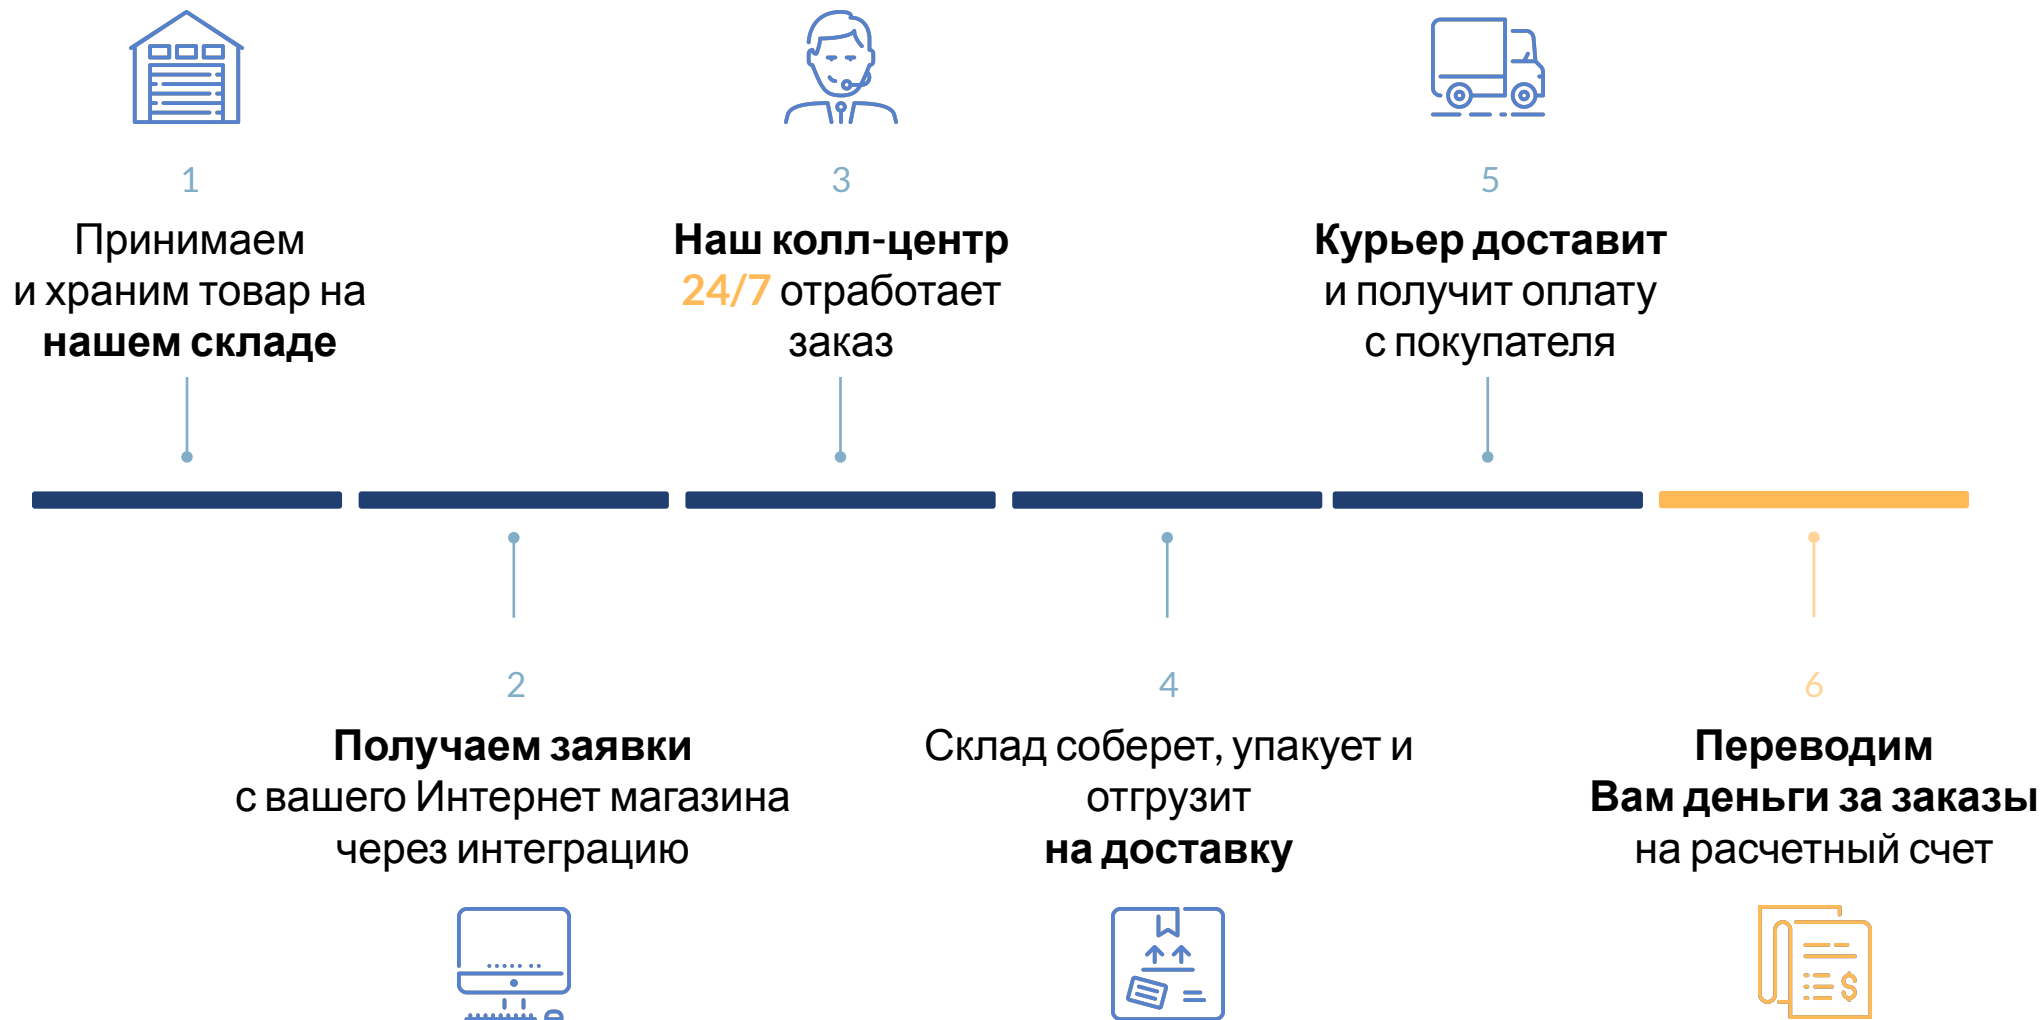 1
Принимаем
и храним товар на
нашем складе
2
Получаем заявки
с вашего Интернет магазина
через интеграцию
3
Наш колл-центр
24/7 отработает
заказ
4
Склад соберет, упакует и
отгрузит
на доставку
5
Курьер доставит
и получит оплату
с покупателя
6
Переводим
Вам деньги за заказы
на расчетный счет
$